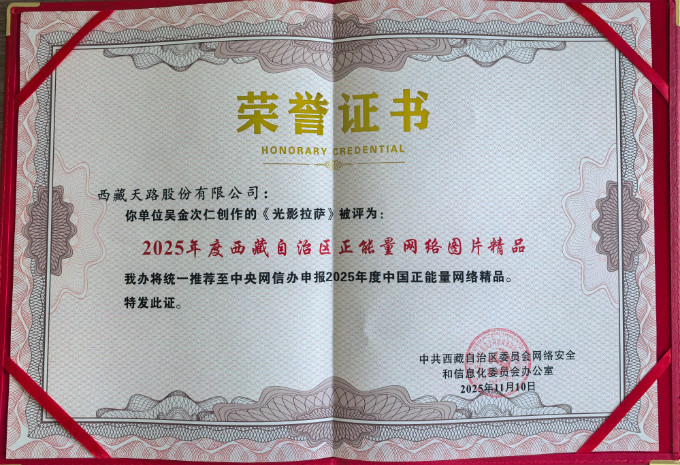 荣誉证书
HONORARY CREDENTIAL
西藏天路股份有限公司：
你单位吴金次仁创作的《光影拉萨》被评为：
2025年度西藏自治区正能量网络图片精品
我办将统一推荐至中央网信办申报2025年度中国正能量网络精品。
特发此证。
中共西藏自治区委员会网络安全
和信息化委员会办公室
2025年11月10日